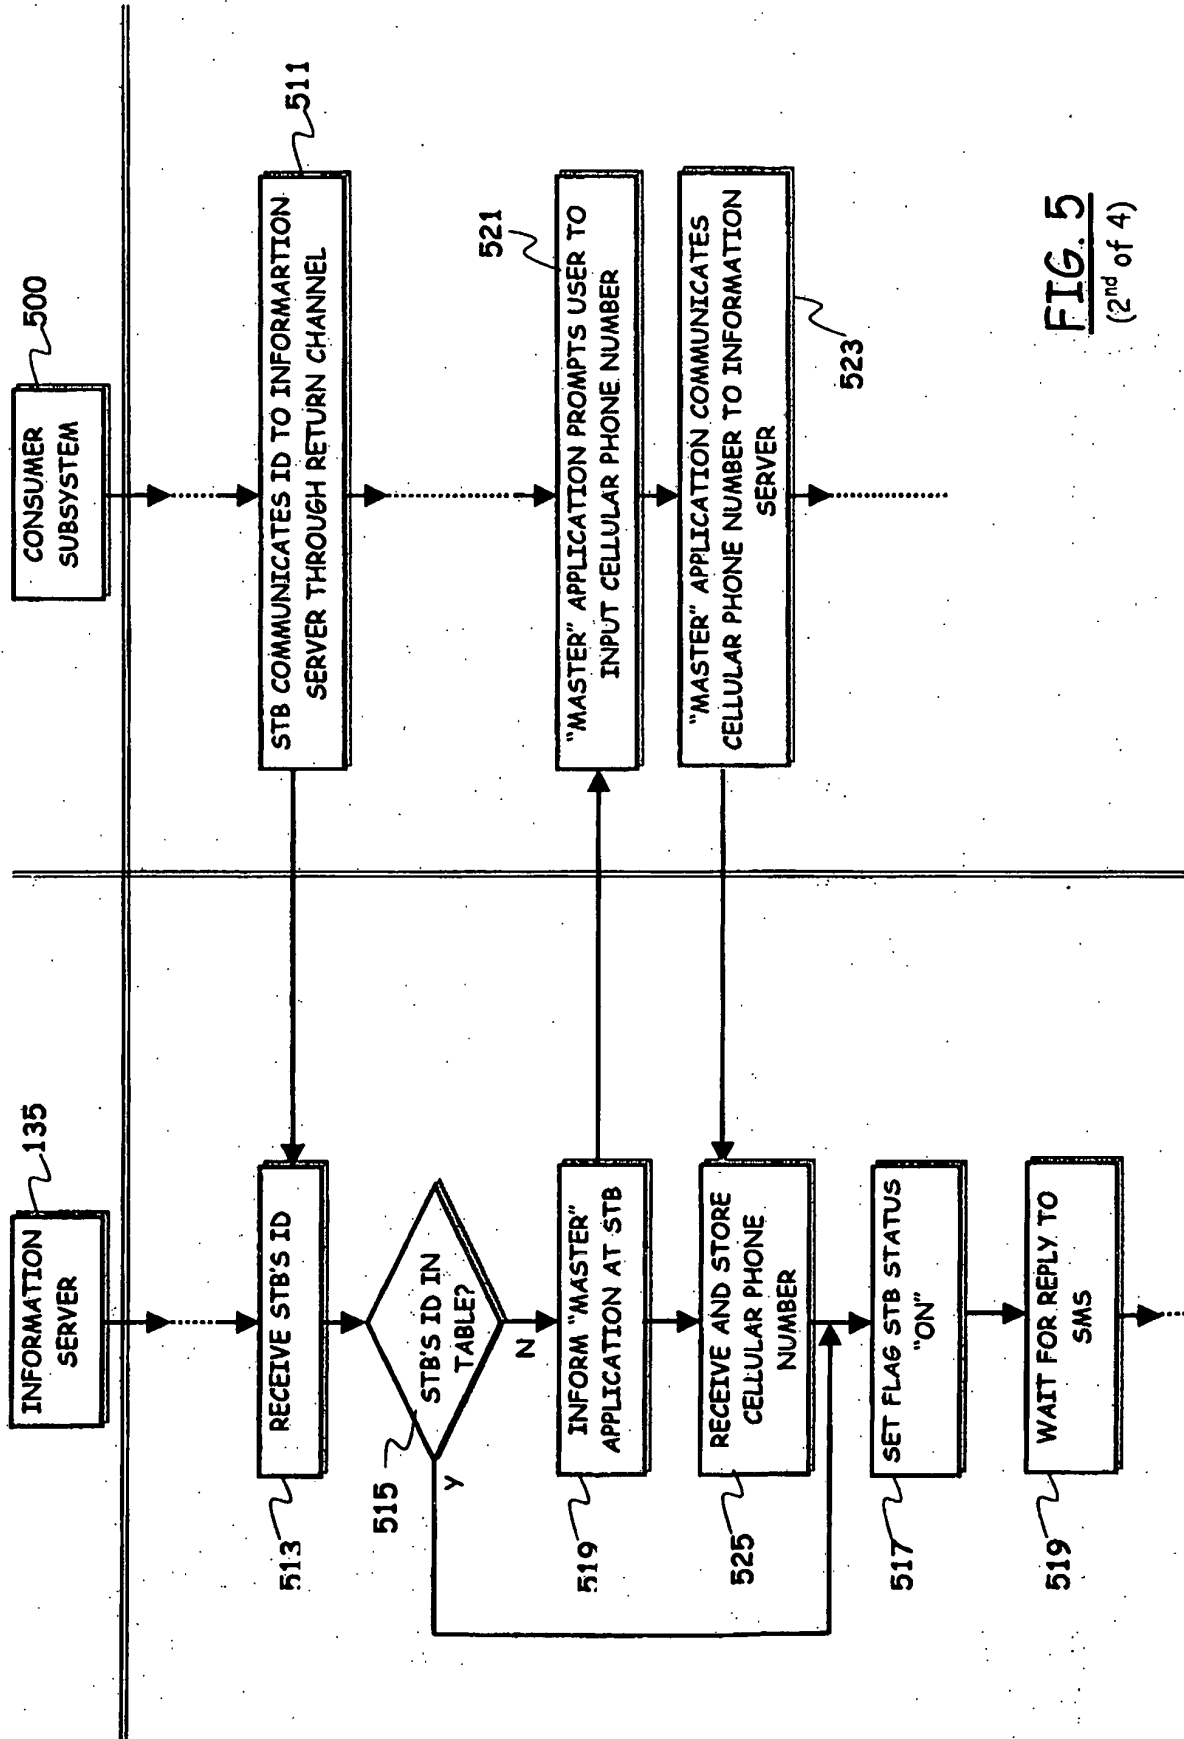 INFORMATION
SERVER
135
CONSUMER
SUBSYSTEM
500
STB COMMUNICATES ID TO INFORMARTION
SERVER THROUGH RETURN CHANNEL
511
RECEIVE STB'S ID
513
STB'S ID IN
TABLE?
515
Y
N
INFORM "MASTER"
APPLICATION AT STB
519
"MASTER" APPLICATION PROMPTS USER TO
INPUT CELLULAR PHONE NUMBER
521
"MASTER" APPLICATION COMMUNICATES
CELLULAR PHONE NUMBER TO INFORMATION
SERVER
523
RECEIVE AND STORE
CELLULAR PHONE
NUMBER
525
SET FLAG STB STATUS
"ON"
517
WAIT FOR REPLY TO
SMS
519
FIG. 5
(2nd of 4)